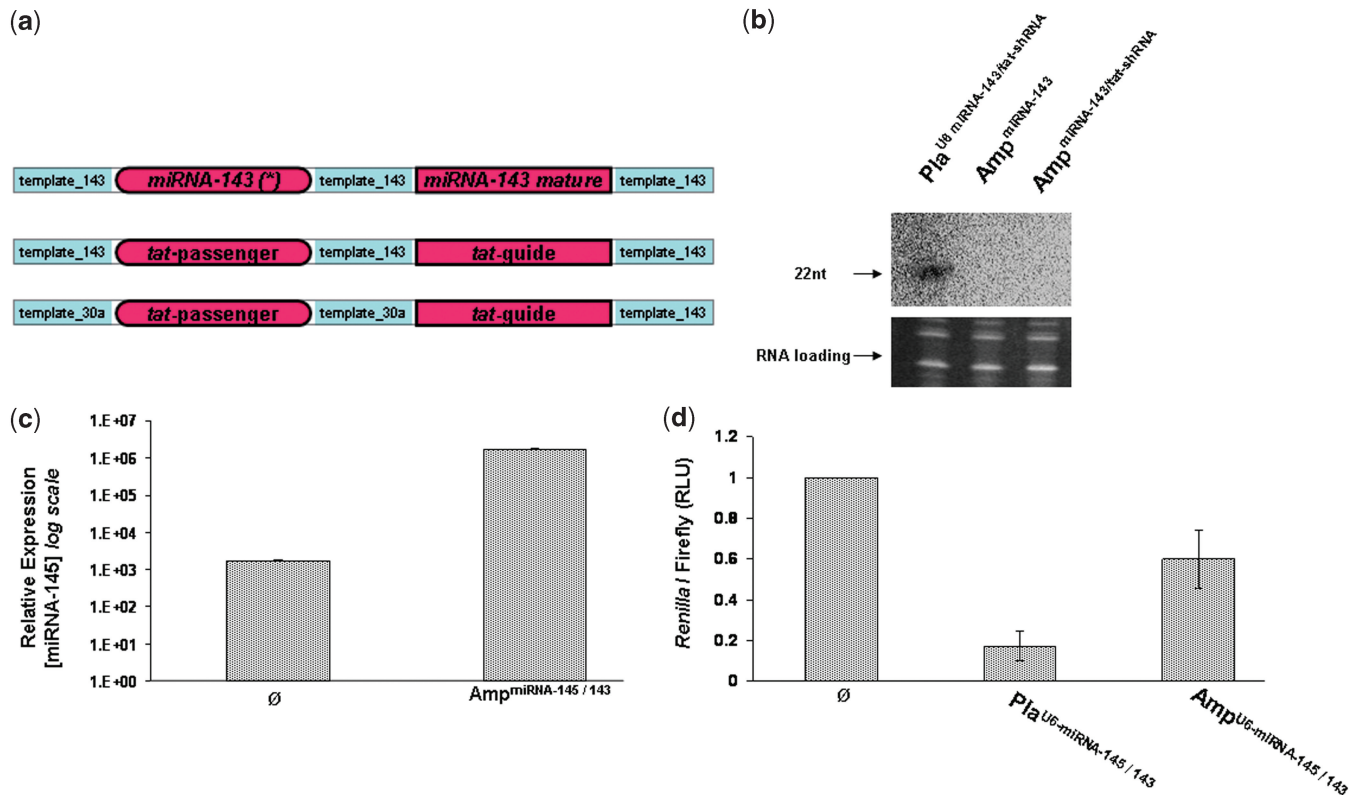 (a)
template_143 miRNA-143 (*) template_143 miRNA-143 mature template_143
template_143 tat-passenger template_143 tat-guide template_143
template_30a tat-passenger template_30a tat-guide template_143
(b)
Pla U6 miRNA-143/tat-shRNA
Amp miRNA-143
Amp miRNA-143/tat-shRNA
22nt
RNA loading
(c)
Relative Expression
[miRNA-145] log scale
1.E+07
1.E+06
1.E+05
1.E+04
1.E+03
1.E+02
1.E+01
1.E+00
Ø
Amp miRNA-145 / 143
(d)
Renilla / Firefly (RLU)
1.2
1
0.8
0.6
0.4
0.2
0
Ø
Pla U6-miRNA-145 / 143
Amp U6-miRNA-145 / 143